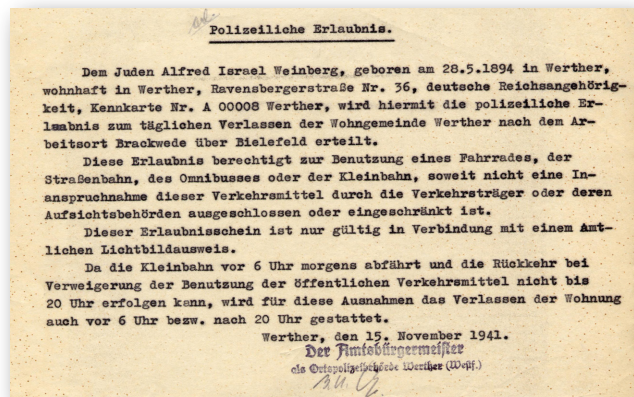 Polizeiliche Erlaubnis.
Dem Juden Alfred Israel Weinberg, geboren am 28.5.1894 in Werther,
wohnhaft in Werther, Ravensbergerstraße Nr. 36, deutsche Reichsangehörig-
keit, Kennkarte Nr. A 00008 Werther, wird hiermit die polizeiliche Er-
lmabnis zum täglichen Verlassen der Wohngemeinde Werther nach dem Ar-
beitsort Brackwede über Bielefeld erteilt.
Diese Erlaubnis berechtigt zur Benutzung eines Fahrrades, der
Straßenbahn, des Omnibusses oder der Kleinbahn, soweit nicht eine In-
anspruchnahme dieser Verkehrsmittel durch die Verkehrsträger oder deren
Aufsichtsbehörden ausgeschlossen oder eingeschränkt ist.
Dieser Erlaubnisschein ist nur gültig in Verbindung mit einem Amt-
lichen Lichtbildausweis.
Da die Kleinbahn vor 6 Uhr morgens abfährt und die Rückkehr bei
Verweigerung der Benutzung der öffentlichen Verkehrsmittel nicht bis
20 Uhr erfolgen kann, wird für diese Ausnahmen das Verlassen der Wohnung
auch vor 6 Uhr bezw. nach 20 Uhr gestattet.
Werther, den 15. November 1941.
Der Amtsbürgermeister
als Ortspolizeibehörde Werther (Westf.)